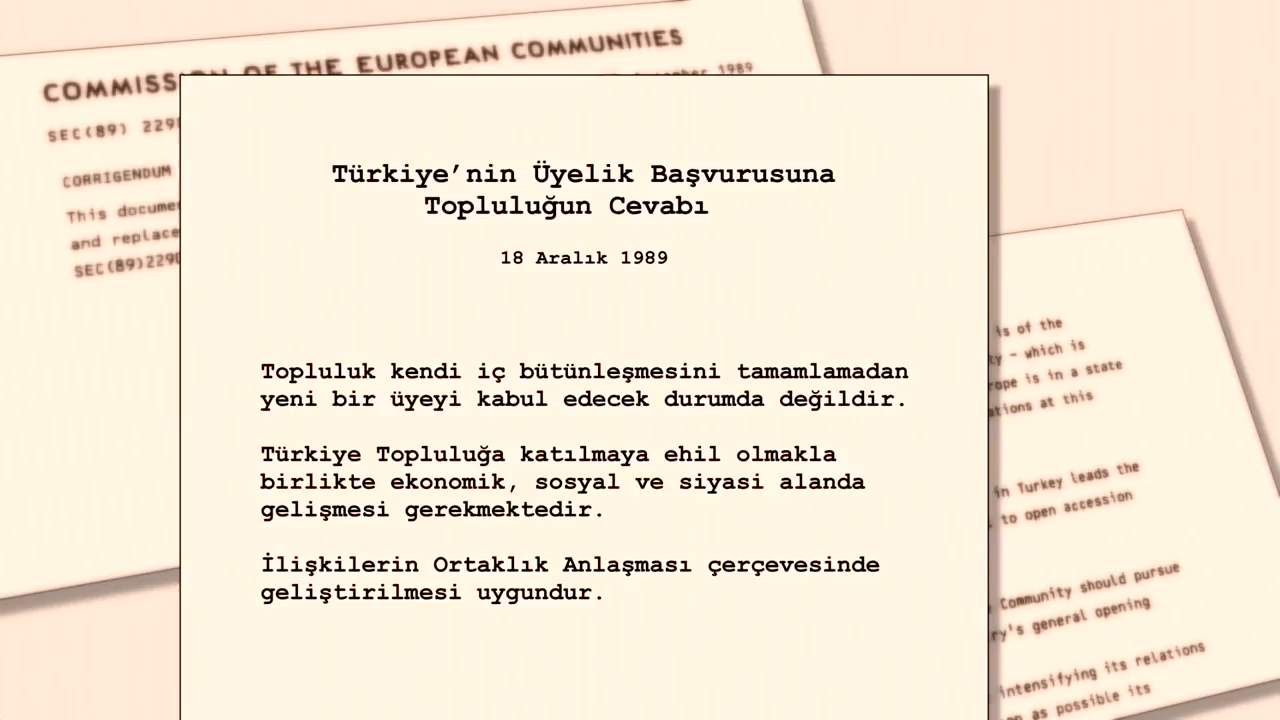 COMMISS OF THE EUROPEAN COMMUNITIES
1989
SEC(89) 229
CORRIGENDUM
This docume
and replace
SEC(89)229
Türkiye’nin Üyelik Başvurusuna
Topluluğun Cevabı
18 Aralık 1989
Topluluk kendi iç bütünleşmesini tamamlamadan
yeni bir üyeyi kabul edecek durumda değildir.
Türkiye Topluluğa katılmaya ehil olmakla
birlikte ekonomik, sosyal ve siyasi alanda
gelişmesi gerekmektedir.
İlişkilerin Ortaklık Anlaşması çerçevesinde
geliştirilmesi uygundur.
is of the
ty - which is
rope is in a state
ations at this
in Turkey leads the
to open accession
Community should pursue
ry's general opening
intensifying its relations
as possible its